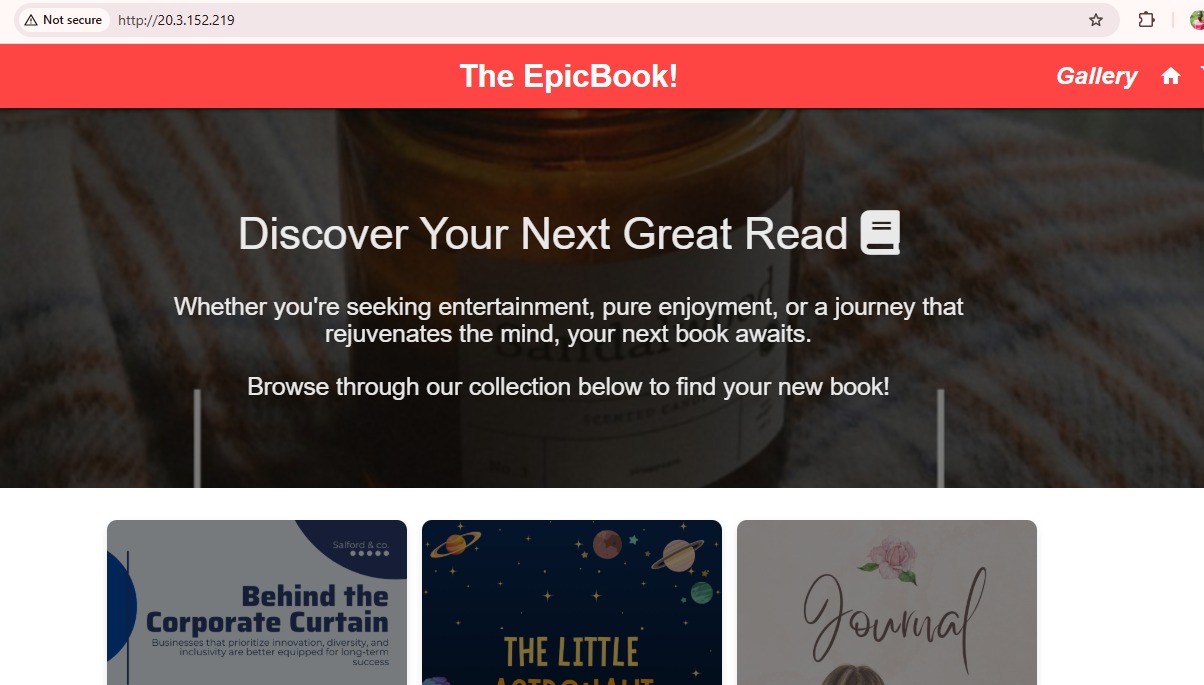 Not secure
http://20.3.152.219
The EpicBook!
Gallery
Discover Your Next Great Read
Whether you're seeking entertainment, pure enjoyment, or a journey that
rejuvenates the mind, your next book awaits.
Browse through our collection below to find your new book!
SCENTED
Salford & co.
Behind the
Corporate Curtain
Businesses that prioritize innovation, diversity, and
inclusivity are better equipped for long-term
success
THE LITTLE
ASTRONAUT
Journal